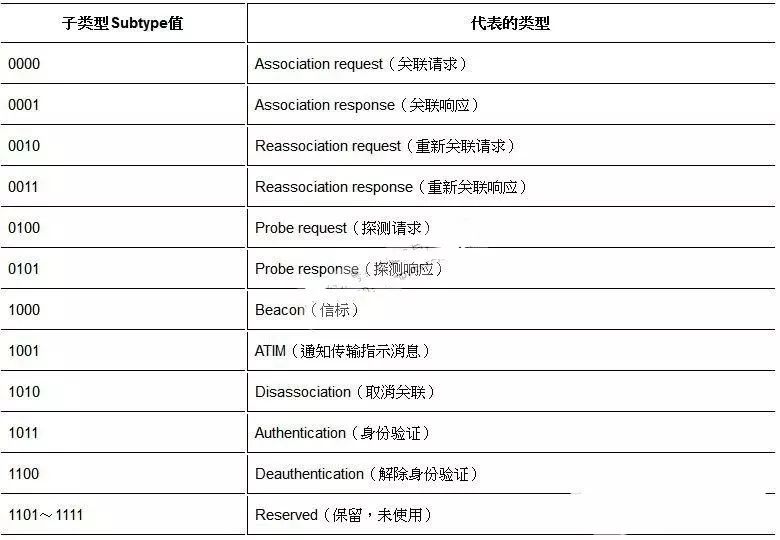 子类型Subtype值 代表的类型
0000 Association request（关联请求）
0001 Association response（关联响应）
0010 Reassociation request（重新关联请求）
0011 Reassociation response（重新关联响应）
0100 Probe request（探测请求）
0101 Probe response（探测响应）
1000 Beacon（信标）
1001 ATIM（通知传输指示消息）
1010 Disassociation（取消关联）
1011 Authentication（身份验证）
1100 Deauthentication（解除身份验证）
1101～1111 Reserved（保留，未使用）